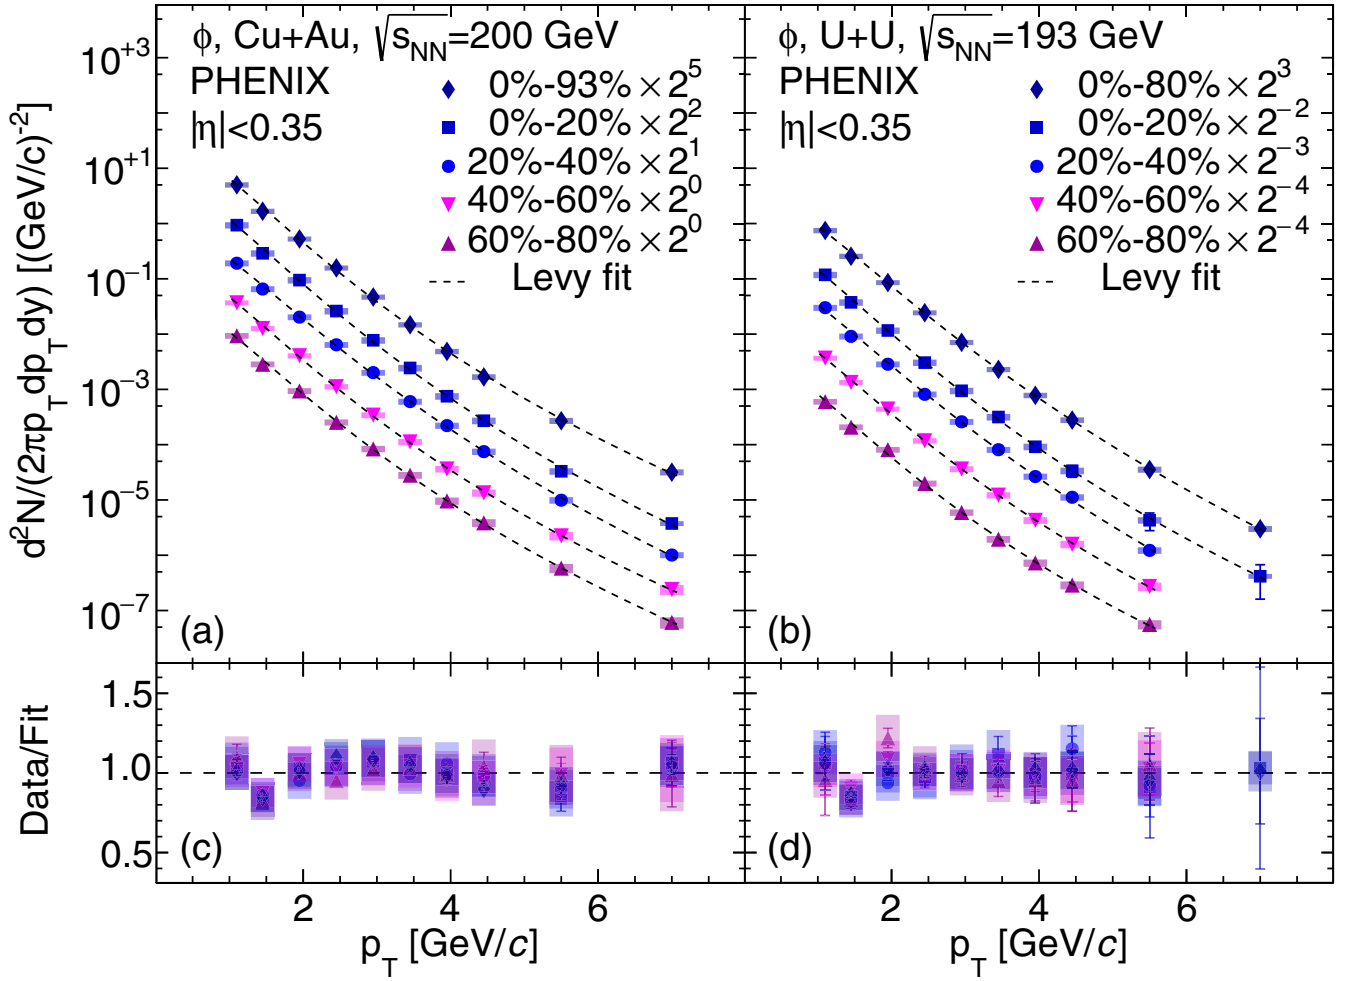 ϕ, Cu+Au, √s_NN=200 GeV
PHENIX
|η|<0.35
0%-93%×2^5
0%-20%×2^2
20%-40%×2^1
40%-60%×2^0
60%-80%×2^0
Levy fit
ϕ, U+U, √s_NN=193 GeV
PHENIX
|η|<0.35
0%-80%×2^3
0%-20%×2^-2
20%-40%×2^-3
40%-60%×2^-4
60%-80%×2^-4
Levy fit
d^2N/(2πp_T dp_T dy) [(GeV/c)^-2]
10^+3
10^+1
10^-1
10^-3
10^-5
10^-7
(a)
(b)
Data/Fit
1.5
1.0
0.5
(c)
(d)
2 4 6
2 4 6
p_T [GeV/c]
p_T [GeV/c]